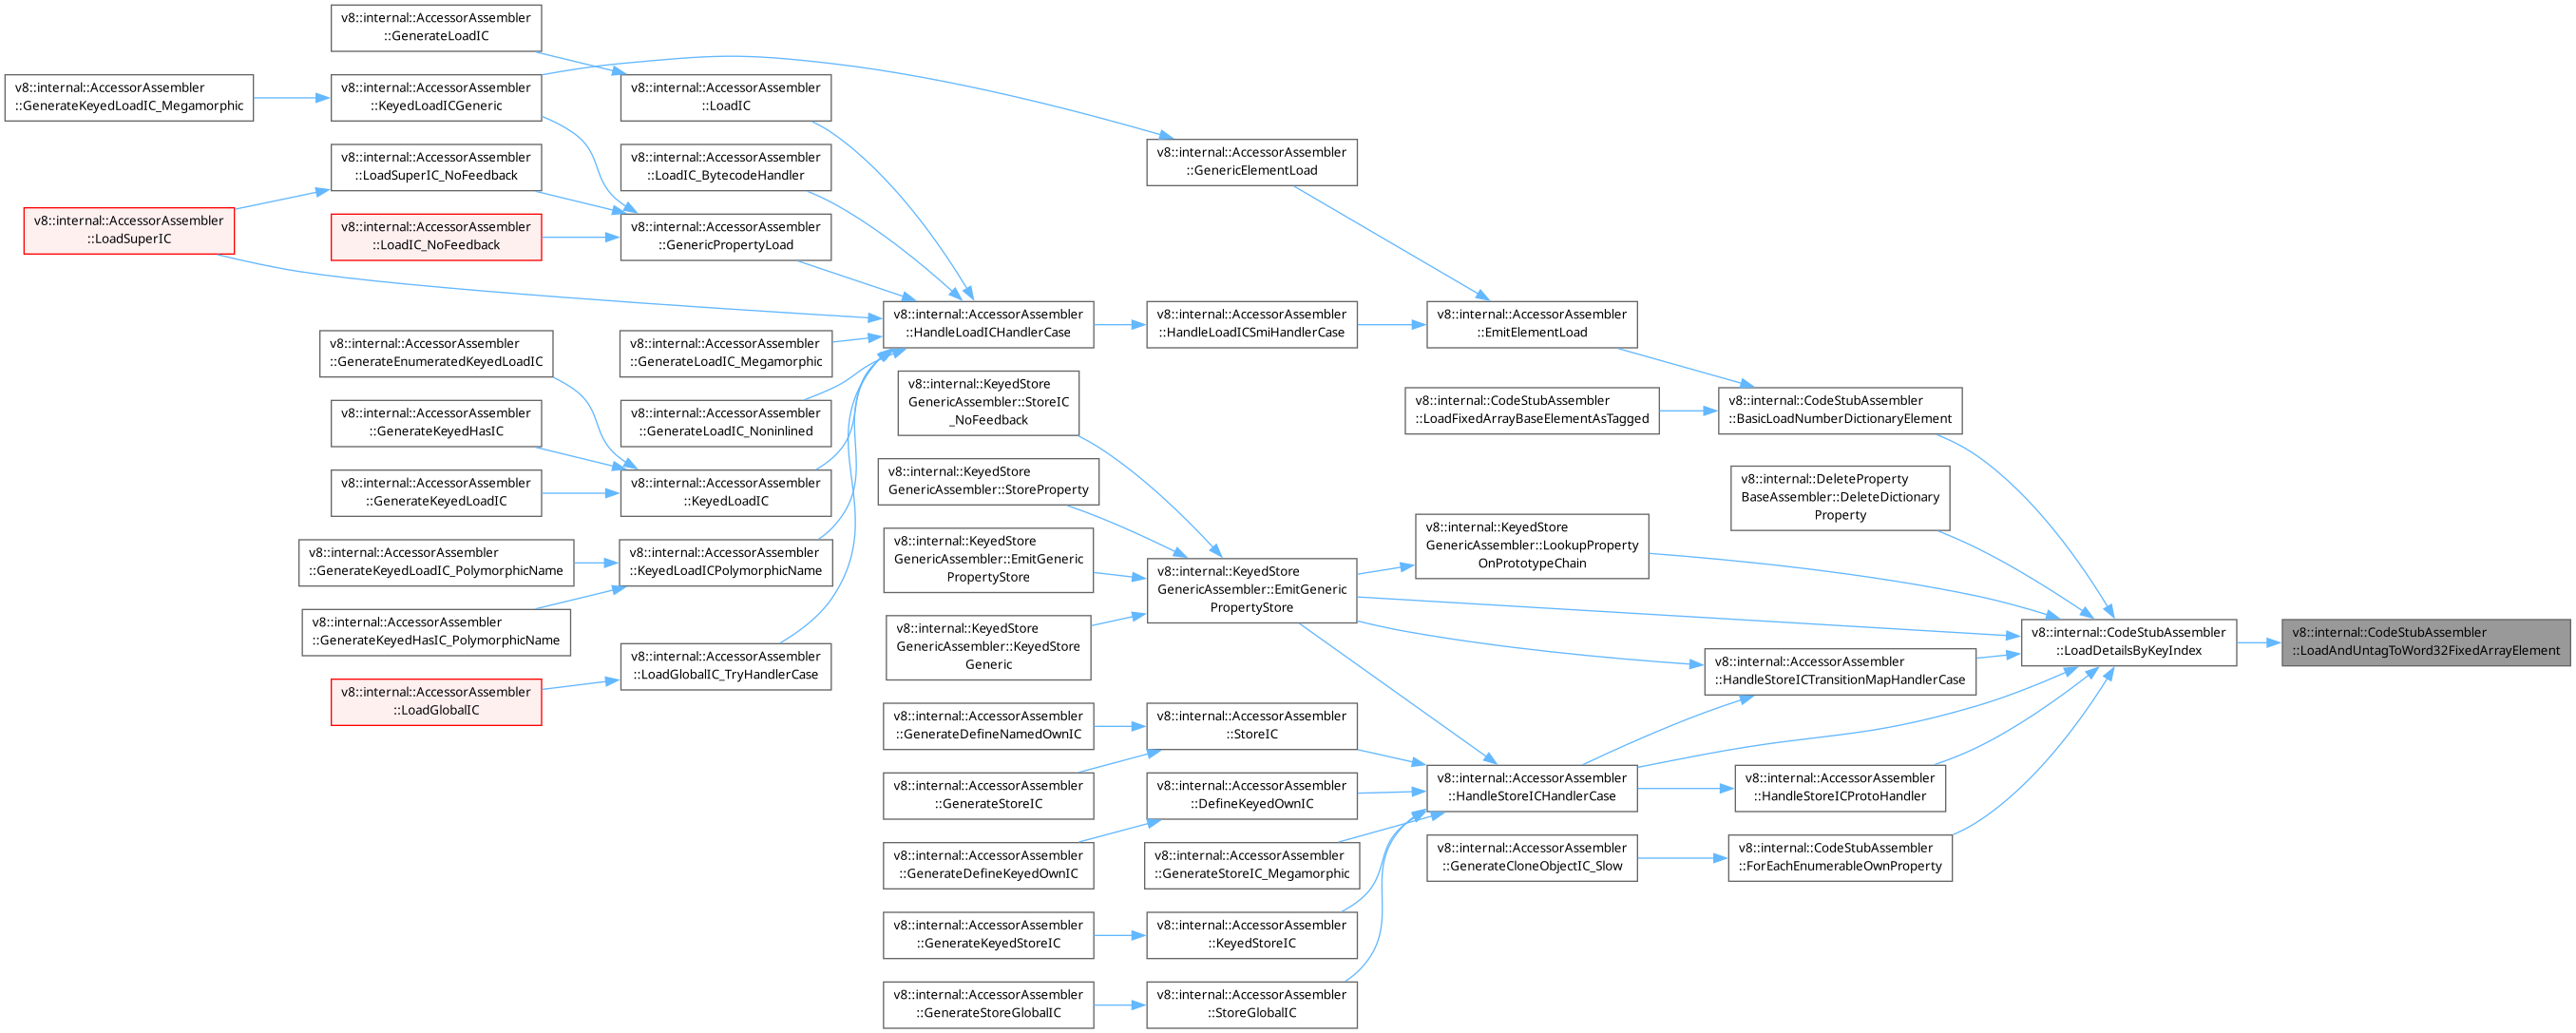 v8::internal::AccessorAssembler
::GenerateLoadIC
v8::internal::AccessorAssembler
::GenerateKeyedLoadIC_Megamorphic
v8::internal::AccessorAssembler
::KeyedLoadICGeneric
v8::internal::AccessorAssembler
::LoadIC
v8::internal::AccessorAssembler
::LoadSuperIC_NoFeedback
v8::internal::AccessorAssembler
::LoadIC_BytecodeHandler
v8::internal::AccessorAssembler
::GenericElementLoad
v8::internal::AccessorAssembler
::LoadSuperIC
v8::internal::AccessorAssembler
::LoadIC_NoFeedback
v8::internal::AccessorAssembler
::GenericPropertyLoad
v8::internal::AccessorAssembler
::HandleLoadICHandlerCase
v8::internal::AccessorAssembler
::HandleLoadICSmiHandlerCase
v8::internal::AccessorAssembler
::EmitElementLoad
v8::internal::AccessorAssembler
::GenerateEnumeratedKeyedLoadIC
v8::internal::AccessorAssembler
::GenerateLoadIC_Megamorphic
v8::internal::KeyedStore
GenericAssembler::StoreIC
_NoFeedback
v8::internal::CodeStubAssembler
::LoadFixedArrayBaseElementAsTagged
v8::internal::CodeStubAssembler
::BasicLoadNumberDictionaryElement
v8::internal::AccessorAssembler
::GenerateKeyedHasIC
v8::internal::AccessorAssembler
::GenerateLoadIC_Noninlined
v8::internal::AccessorAssembler
::GenerateKeyedLoadIC
v8::internal::AccessorAssembler
::KeyedLoadIC
v8::internal::KeyedStore
GenericAssembler::StoreProperty
v8::internal::DeleteProperty
BaseAssembler::DeleteDictionary
Property
v8::internal::AccessorAssembler
::GenerateKeyedLoadIC_PolymorphicName
v8::internal::AccessorAssembler
::KeyedLoadICPolymorphicName
v8::internal::KeyedStore
GenericAssembler::EmitGeneric
PropertyStore
v8::internal::KeyedStore
GenericAssembler::LookupProperty
OnPrototypeChain
v8::internal::KeyedStore
GenericAssembler::EmitGeneric
PropertyStore
v8::internal::AccessorAssembler
::GenerateKeyedHasIC_PolymorphicName
v8::internal::KeyedStore
GenericAssembler::KeyedStore
Generic
v8::internal::CodeStubAssembler
::LoadDetailsByKeyIndex
v8::internal::CodeStubAssembler
::LoadAndUntagToWord32FixedArrayElement
v8::internal::AccessorAssembler
::LoadGlobalIC_TryHandlerCase
v8::internal::AccessorAssembler
::HandleStoreICTransitionMapHandlerCase
v8::internal::AccessorAssembler
::LoadGlobalIC
v8::internal::AccessorAssembler
::GenerateDefineNamedOwnIC
v8::internal::AccessorAssembler
::StoreIC
v8::internal::AccessorAssembler
::GenerateStoreIC
v8::internal::AccessorAssembler
::DefineKeyedOwnIC
v8::internal::AccessorAssembler
::HandleStoreICHandlerCase
v8::internal::AccessorAssembler
::HandleStoreICProtoHandler
v8::internal::AccessorAssembler
::GenerateDefineKeyedOwnIC
v8::internal::AccessorAssembler
::GenerateStoreIC_Megamorphic
v8::internal::AccessorAssembler
::GenerateCloneObjectIC_Slow
v8::internal::CodeStubAssembler
::ForEachEnumerableOwnProperty
v8::internal::AccessorAssembler
::GenerateKeyedStoreIC
v8::internal::AccessorAssembler
::KeyedStoreIC
v8::internal::AccessorAssembler
::GenerateStoreGlobalIC
v8::internal::AccessorAssembler
::StoreGlobalIC